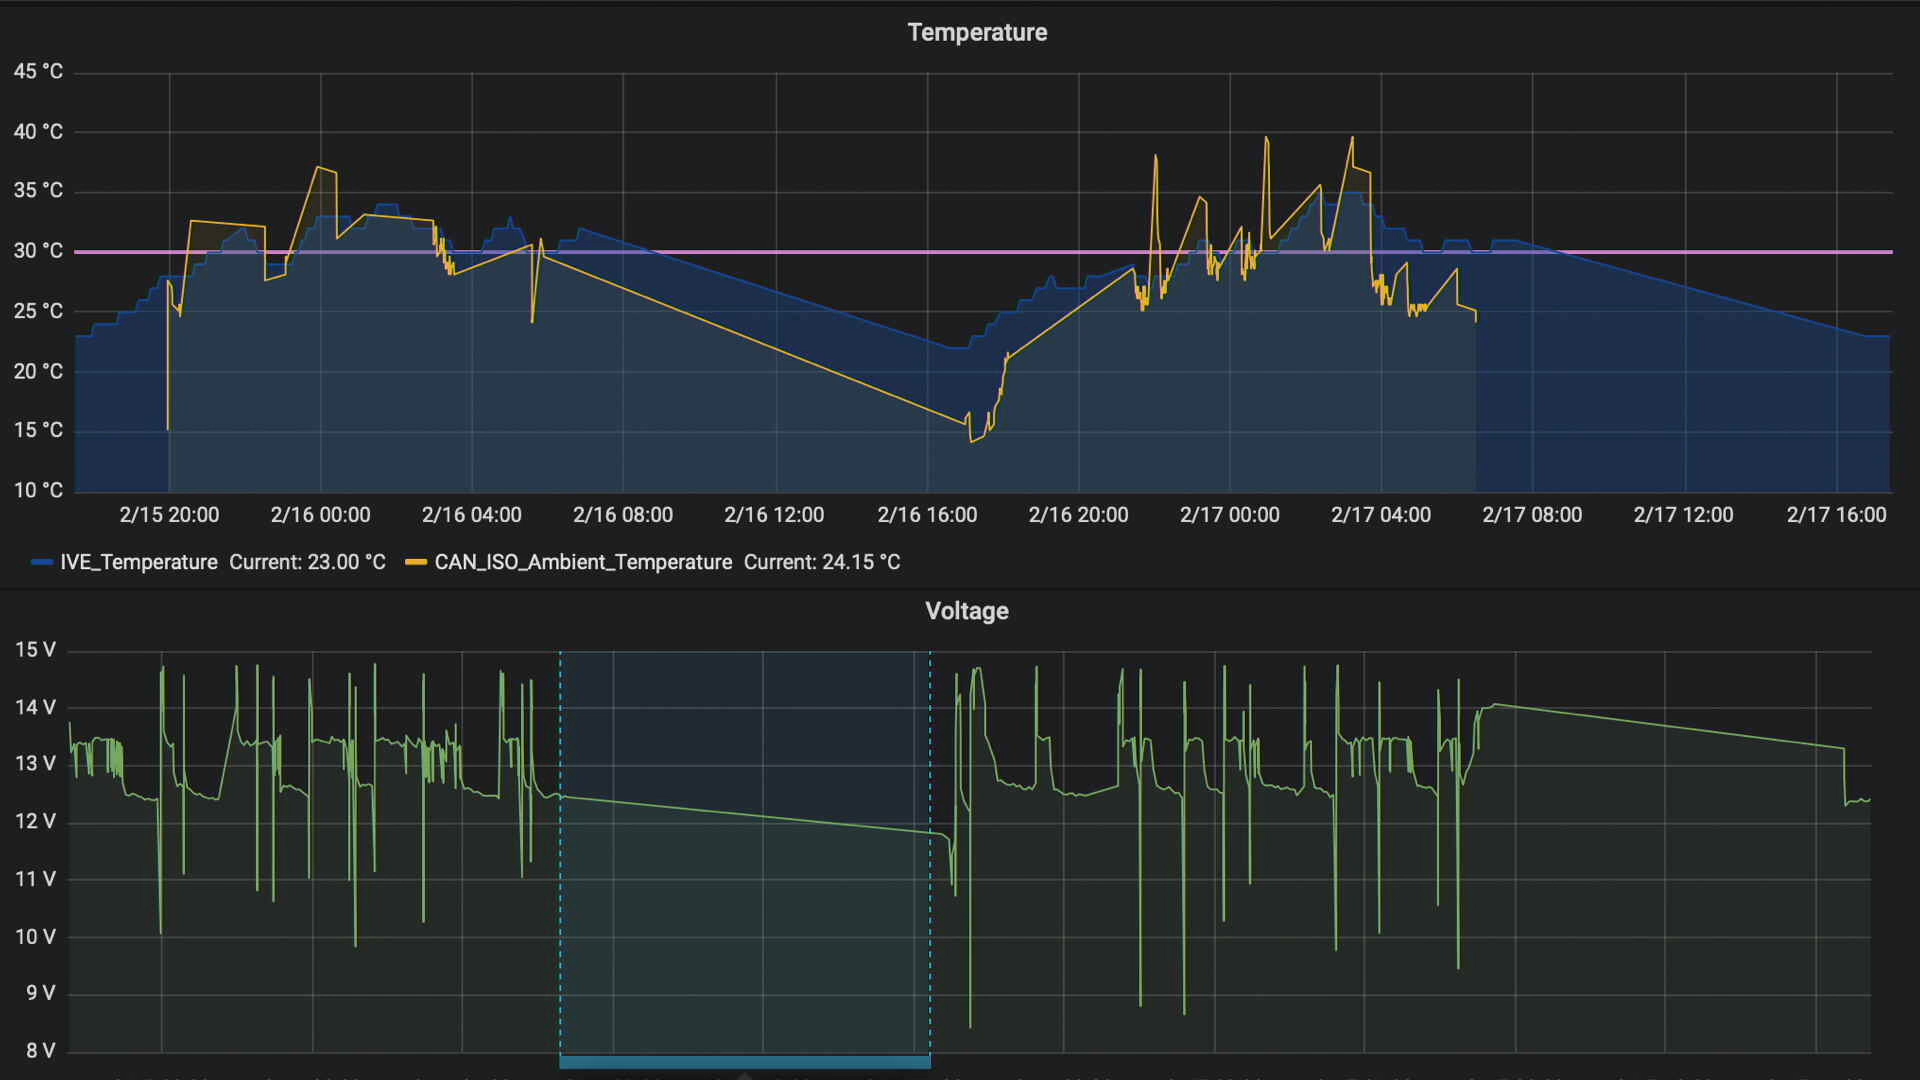 Temperature
45 °C
40 °C
35 °C
30 °C
25 °C
20 °C
15 °C
10 °C
2/15 20:00 2/16 00:00 2/16 04:00 2/16 08:00 2/16 12:00 2/16 16:00 2/16 20:00 2/17 00:00 2/17 04:00 2/17 08:00 2/17 12:00 2/17 16:00
IVE_Temperature Current: 23.00 °C CAN_ISO_Ambient_Temperature Current: 24.15 °C
Voltage
15 V
14 V
13 V
12 V
11 V
10 V
9 V
8 V